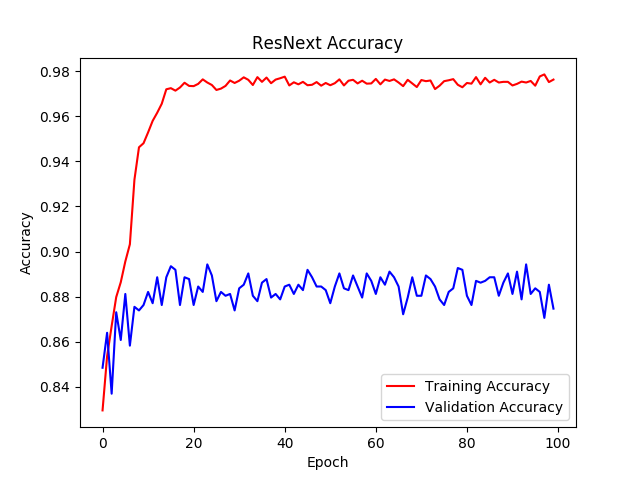 ResNext Accuracy
Accuracy
0.98
0.96
0.94
0.92
0.90
0.88
0.86
0.84
Training Accuracy
Validation Accuracy
0
20
40
60
80
100
Epoch